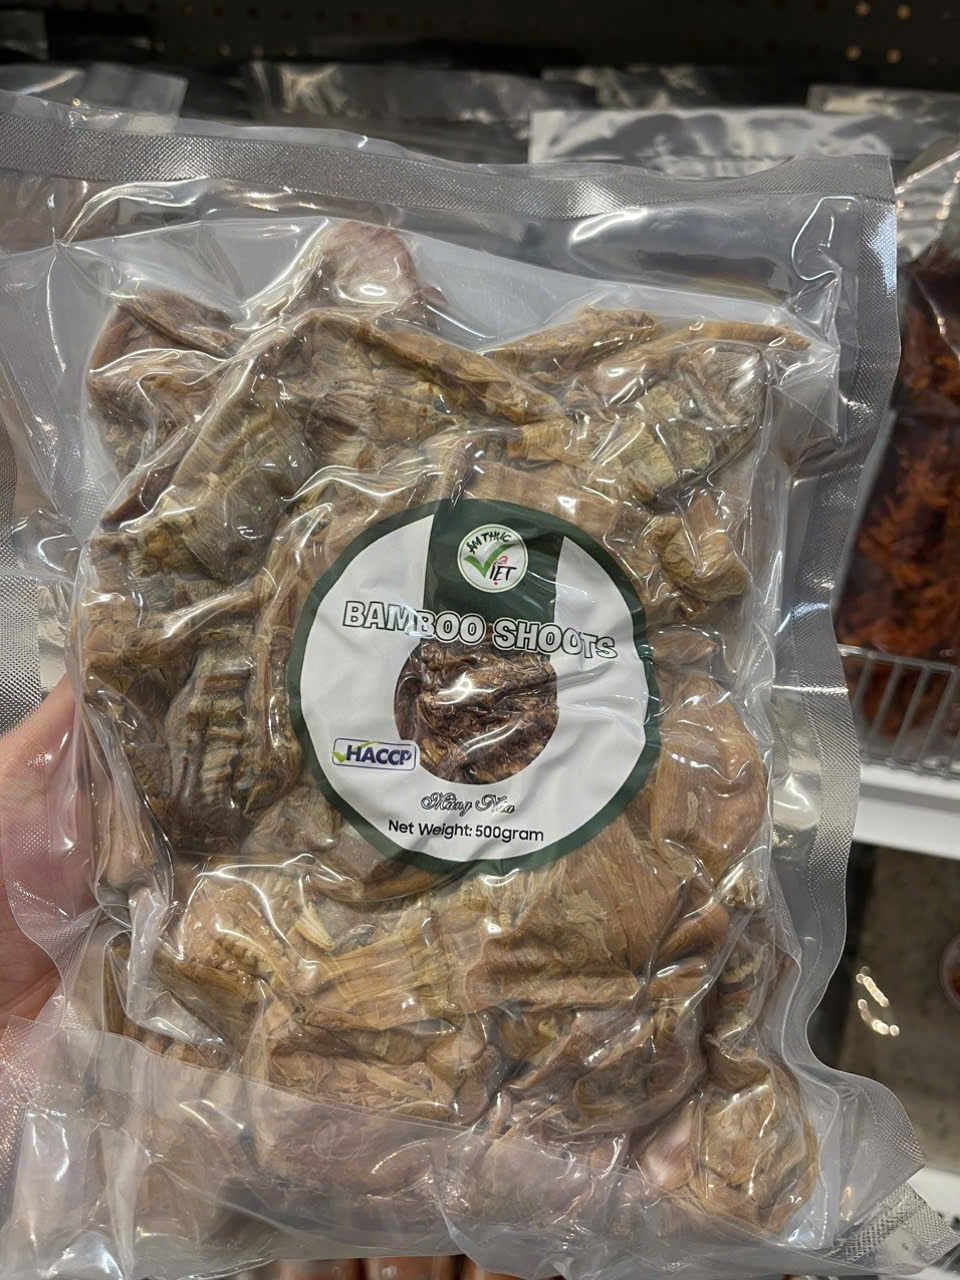 ẨM THỰC
VIỆT
BAMBOO SHOOTS
HACCP
Măng Nứa
Net Weight: 500gram